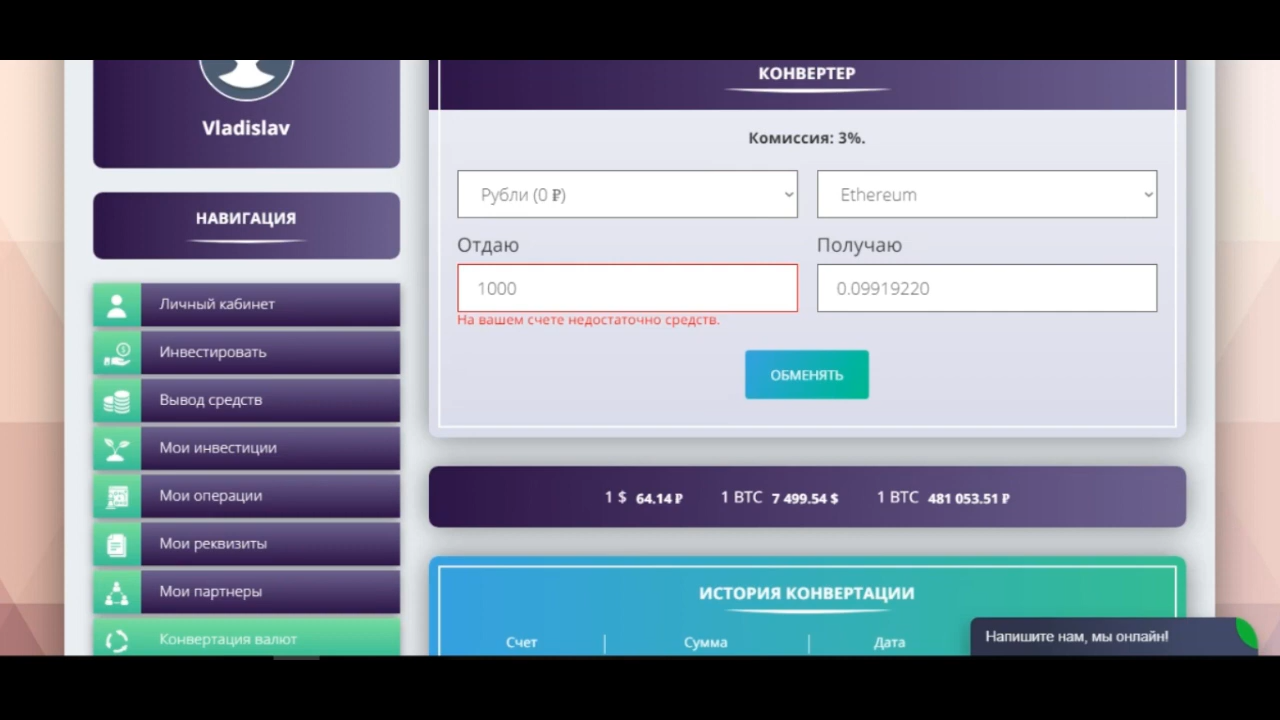 Vladislav
НАВИГАЦИЯ
Личный кабинет
Инвестировать
Вывод средств
Мои инвестиции
Мои операции
Мои реквизиты
Мои партнеры
Конвертация валют
КОНВЕРТЕР
Комиссия: 3%.
Рубли (0 ₽) Ethereum
Отдаю Получаю
1000 0.09919220
На вашем счете недостаточно средств.
ОБМЕНЯТЬ
1 $ 64.14 ₽ 1 BTC 7 499.54 $ 1 BTC 481 053.51 ₽
ИСТОРИЯ КОНВЕРТАЦИИ
Счет Сумма Дата
Напишите нам, мы онлайн!